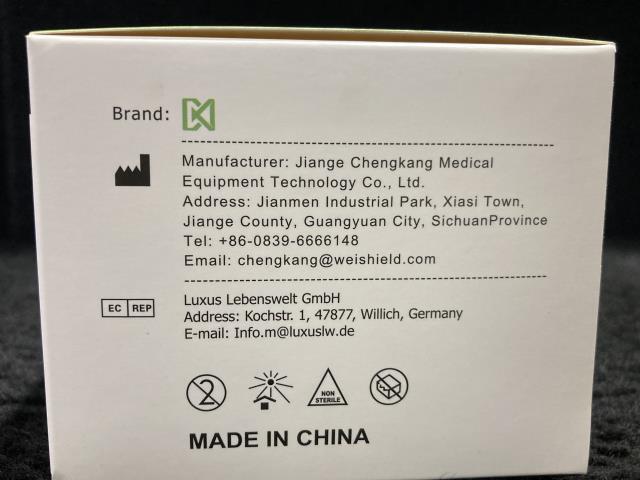 Brand:
Manufacturer: Jiange Chengkang Medical
Equipment Technology Co., Ltd.
Address: Jianmen Industrial Park, Xiasi Town,
Jiange County, Guangyuan City, SichuanProvince
Tel: +86-0839-6666148
Email: chengkang@weishield.com
EC REP
Luxus Lebenswelt GmbH
Address: Kochstr. 1, 47877, Willich, Germany
E-mail: Info.m@luxuslw.de
2
NON
STERILE
MADE IN CHINA